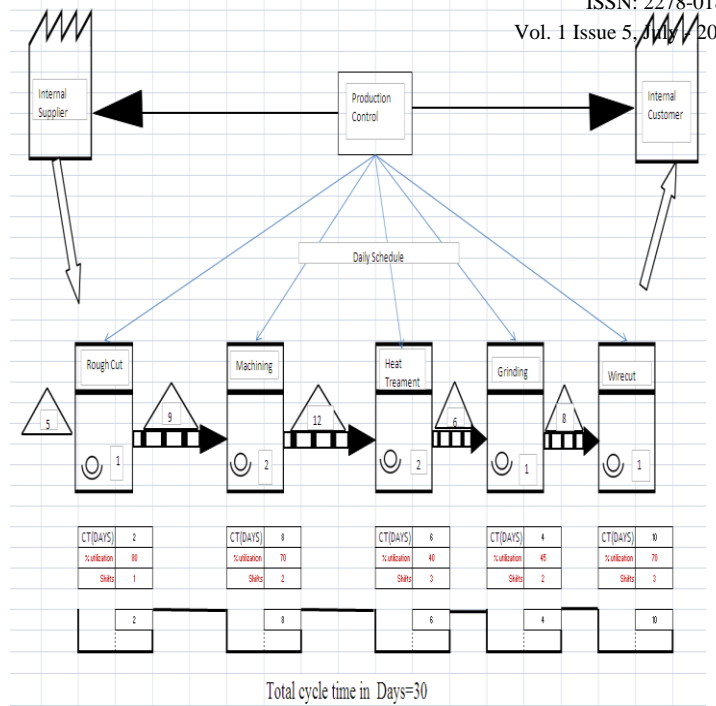 ISSN: 2278-018
Vol. 1 Issue 5, July - 20
Internal
Supplier
Production
Control
Internal
Customer
Daily Schedule
Rough Cut
Machining
Heat
Treament
Grinding
Wirecut
5
9
12
6
8
1
2
2
1
1
CT(DAYS) 2
% utilization 80
Shifts 1
CT(DAYS) 8
% utilization 70
Shifts 2
CT(DAYS) 6
% utilization 40
Shifts 3
CT(DAYS) 4
% utilization 45
Shifts 2
CT(DAYS) 10
% utilization 70
Shifts 3
2
8
6
4
10
Total cycle time in Days=30